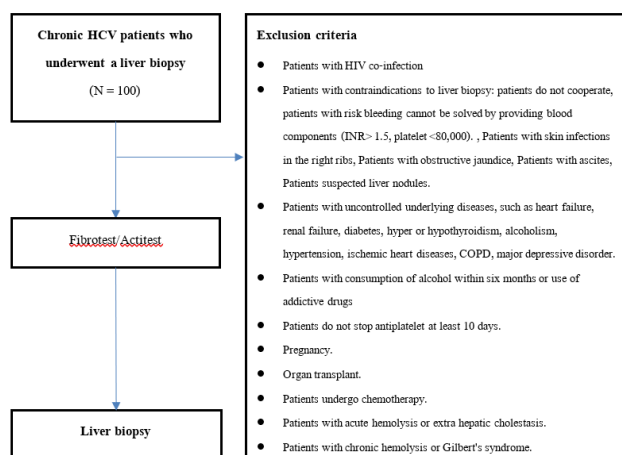 Chronic HCV patients who
underwent a liver biopsy
(N = 100)
Fibrotest/Actitest
Liver biopsy
Exclusion criteria
● Patients with HIV co-infection
● Patients with contraindications to liver biopsy: patients do not cooperate,
patients with risk bleeding cannot be solved by providing blood
components (INR> 1.5, platelet <80,000). , Patients with skin infections
in the right ribs, Patients with obstructive jaundice, Patients with ascites,
Patients suspected liver nodules.
● Patients with uncontrolled underlying diseases, such as heart failure,
renal failure, diabetes, hyper or hypothyroidism, alcoholism,
hypertension, ischemic heart diseases, COPD, major depressive disorder.
● Patients with consumption of alcohol within six months or use of
addictive drugs
● Patients do not stop antiplatelet at least 10 days.
● Pregnancy.
● Organ transplant.
● Patients undergo chemotherapy.
● Patients with acute hemolysis or extra hepatic cholestasis.
● Patients with chronic hemolysis or Gilbert's syndrome.